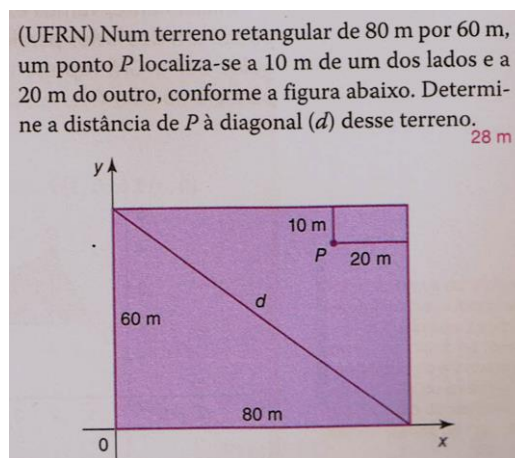 (UFRN) Num terreno retangular de 80 m por 60 m,
um ponto P localiza-se a 10 m de um dos lados e a
20 m do outro, conforme a figura abaixo. Determi-
ne a distância de P à diagonal (d) desse terreno.
28 m
y
10 m
P
20 m
d
60 m
80 m
0
x